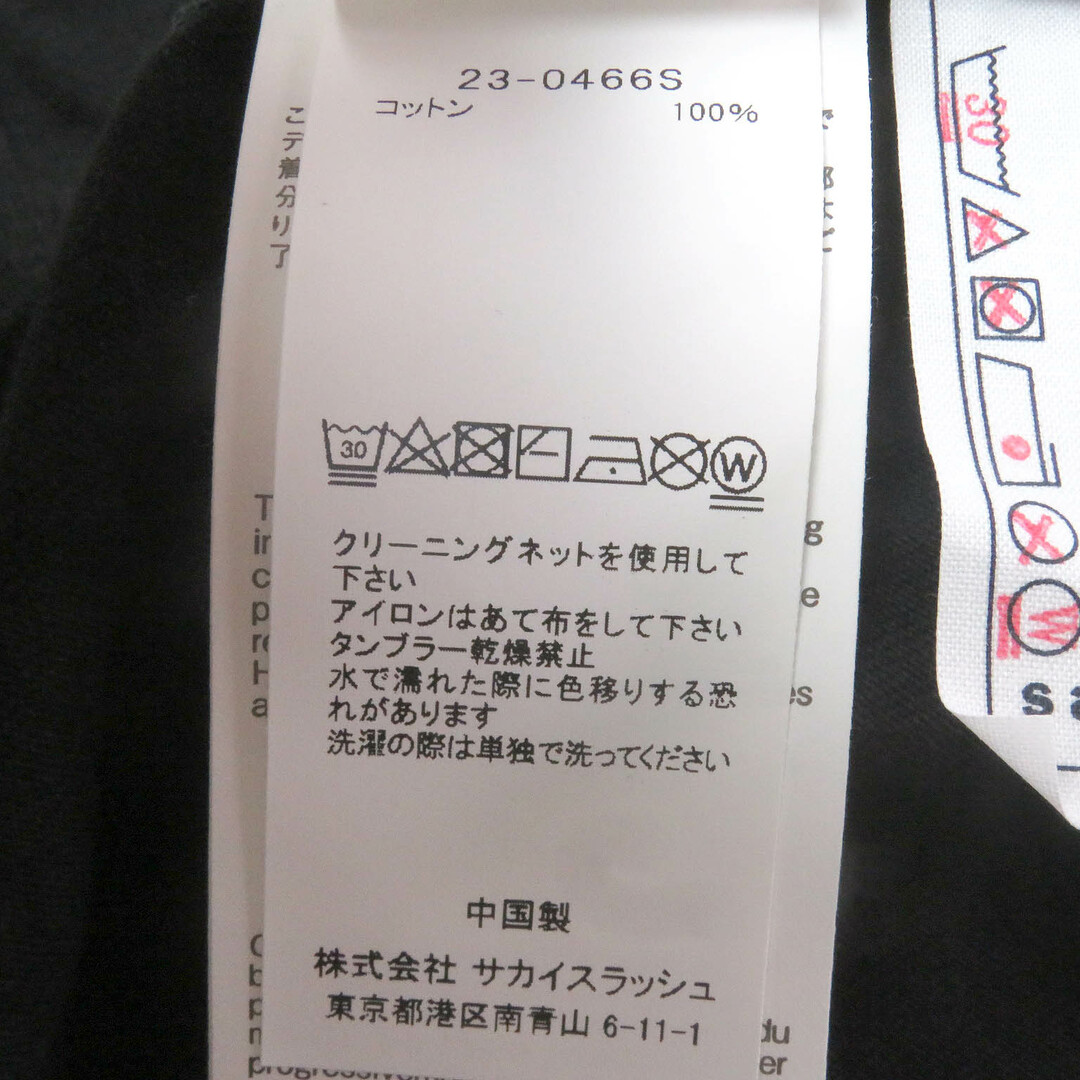 23-0466S
コットン 100%
30
W
クリーニングネットを使用して
下さい
アイロンはあて布をして下さい
タンブラー乾燥禁止
水で濡れた際に色移りする恐
れがあります
洗濯の際は単独で洗ってください
中国製
株式会社 サカイスラッシュ
東京都港区南青山 6-11-1
30
W